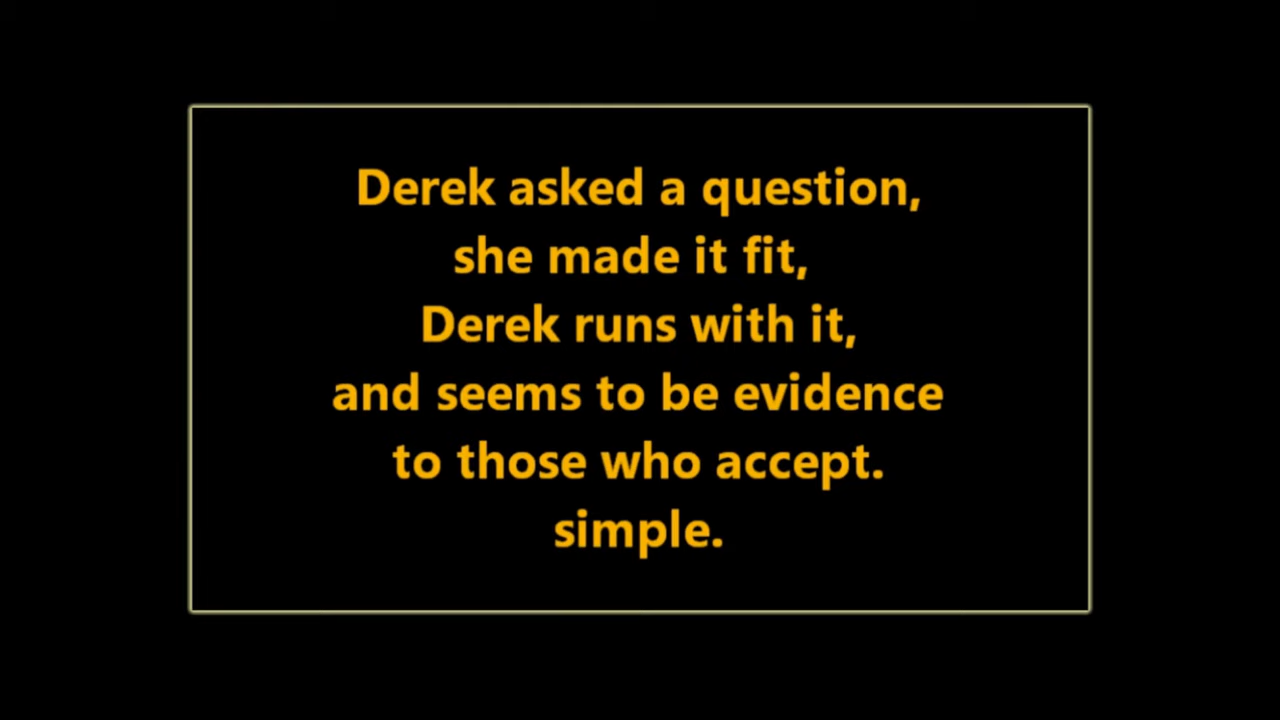 Derek asked a question,
she made it fit,
Derek runs with it,
and seems to be evidence
to those who accept.
simple.